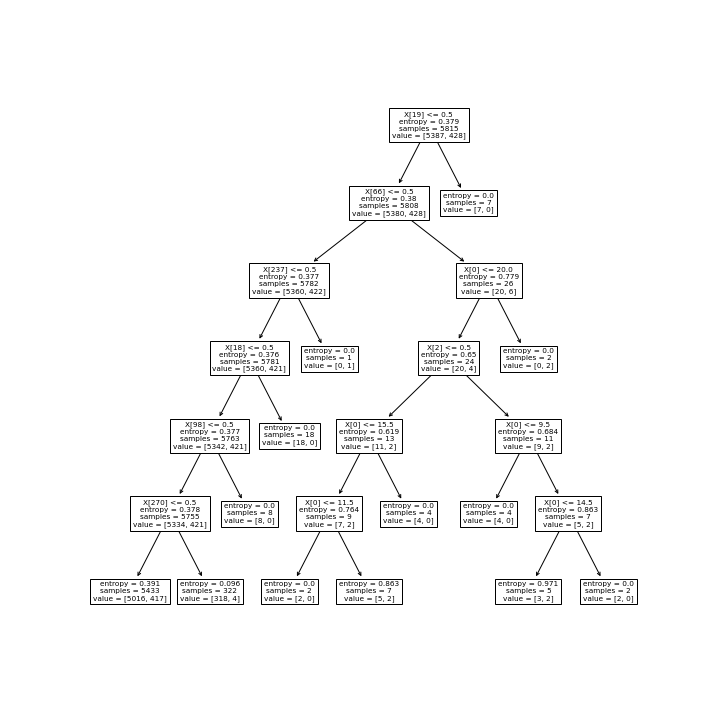 X[19] <= 0.5
entropy = 0.379
samples = 5815
value = [5387, 428]
X[66] <= 0.5
entropy = 0.38
samples = 5808
value = [5380, 428]
entropy = 0.0
samples = 7
value = [7, 0]
X[237] <= 0.5
entropy = 0.377
samples = 5782
value = [5360, 422]
X[0] <= 20.0
entropy = 0.779
samples = 26
value = [20, 6]
X[18] <= 0.5
entropy = 0.376
samples = 5781
value = [5360, 421]
entropy = 0.0
samples = 1
value = [0, 1]
X[2] <= 0.5
entropy = 0.65
samples = 24
value = [20, 4]
entropy = 0.0
samples = 2
value = [0, 2]
X[98] <= 0.5
entropy = 0.377
samples = 5763
value = [5342, 421]
entropy = 0.0
samples = 18
value = [18, 0]
X[0] <= 15.5
entropy = 0.619
samples = 13
value = [11, 2]
X[0] <= 9.5
entropy = 0.684
samples = 11
value = [9, 2]
X[270] <= 0.5
entropy = 0.378
samples = 5755
value = [5334, 421]
entropy = 0.0
samples = 8
value = [8, 0]
X[0] <= 11.5
entropy = 0.764
samples = 9
value = [7, 2]
entropy = 0.0
samples = 4
value = [4, 0]
entropy = 0.0
samples = 4
value = [4, 0]
X[0] <= 14.5
entropy = 0.863
samples = 7
value = [5, 2]
entropy = 0.391
samples = 5433
value = [5016, 417]
entropy = 0.096
samples = 322
value = [318, 4]
entropy = 0.0
samples = 2
value = [2, 0]
entropy = 0.863
samples = 7
value = [5, 2]
entropy = 0.971
samples = 5
value = [3, 2]
entropy = 0.0
samples = 2
value = [2, 0]